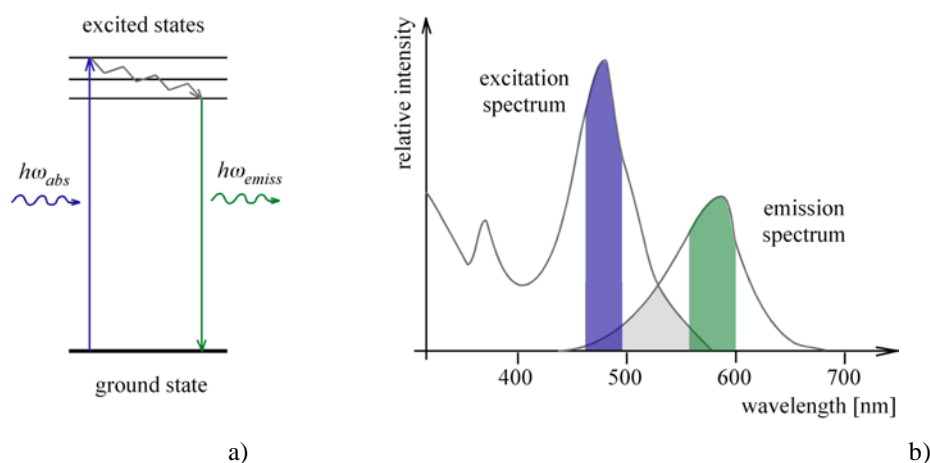 excited states
hω_abs
hω_emiss
ground state
a)
relative intensity
excitation
spectrum
emission
spectrum
400 500 600 700
wavelength [nm]
b)